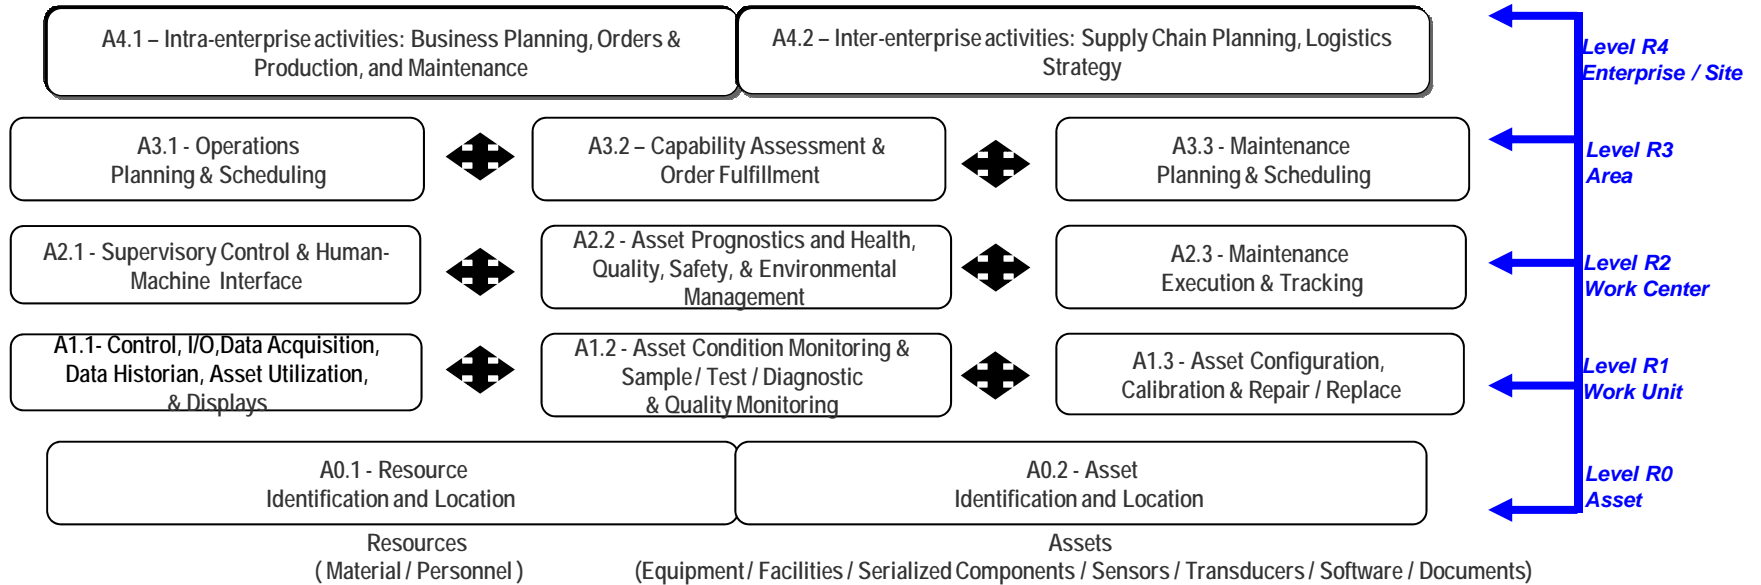 A4.1 – Intra-enterprise activities: Business Planning, Orders &
Production, and Maintenance
A4.2 – Inter-enterprise activities: Supply Chain Planning, Logistics
Strategy
Level R4
Enterprise / Site
A3.1 - Operations
Planning & Scheduling
A3.2 – Capability Assessment &
Order Fulfillment
A3.3 - Maintenance
Planning & Scheduling
Level R3
Area
A2.1 - Supervisory Control & Human-
Machine Interface
A2.2 - Asset Prognostics and Health,
Quality, Safety, & Environmental
Management
A2.3 - Maintenance
Execution & Tracking
Level R2
Work Center
A1.1- Control, I/O,Data Acquisition,
Data Historian, Asset Utilization,
& Displays
A1.2 - Asset Condition Monitoring &
Sample / Test / Diagnostic
& Quality Monitoring
A1.3 - Asset Configuration,
Calibration & Repair / Replace
Level R1
Work Unit
A0.1 - Resource
Identification and Location
A0.2 - Asset
Identification and Location
Level R0
Asset
Resources
( Material / Personnel )
Assets
(Equipment / Facilities / Serialized Components / Sensors / Transducers / Software / Documents)